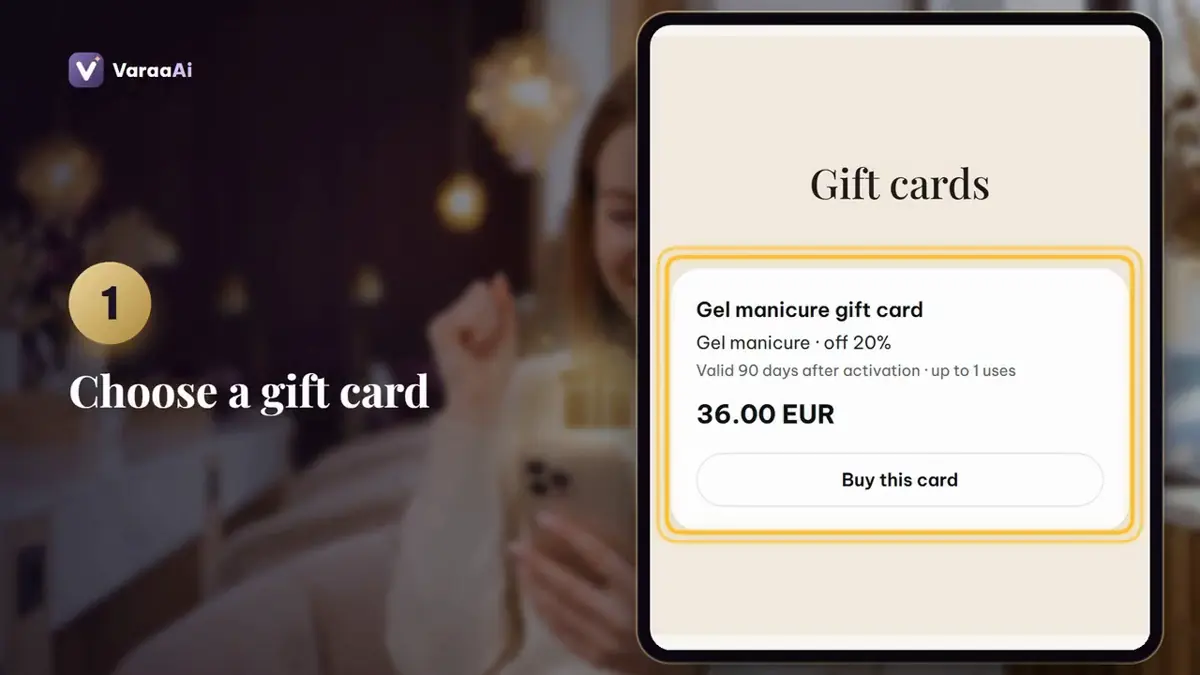 VaraaAi
1
Choose a gift card
Gift cards
Gel manicure gift card
Gel manicure · off 20%
Valid 90 days after activation · up to 1 uses
36.00 EUR
Buy this card